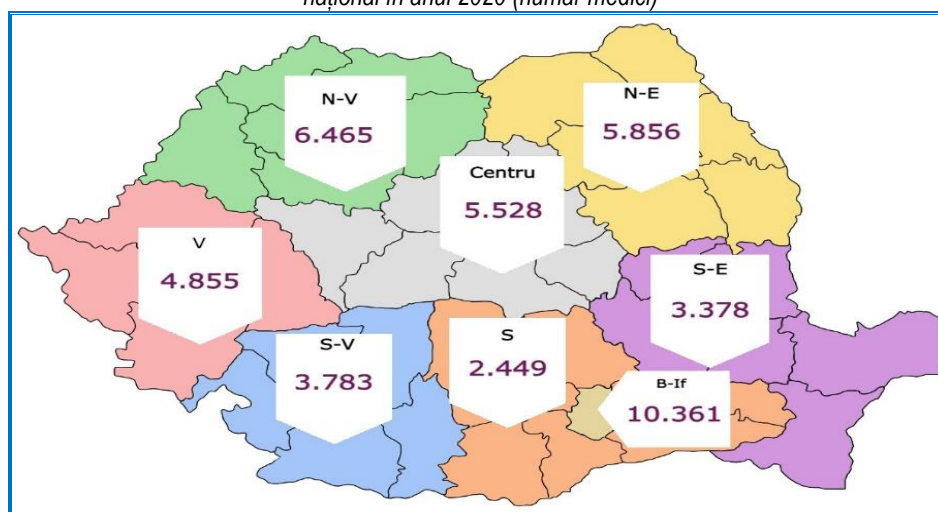 național în anul 2020 (număr medici)
N-V
6.465
N-E
5.856
Centru
5.528
V
4.855
S-E
3.378
S-V
3.783
S
2.449
B-If
10.361